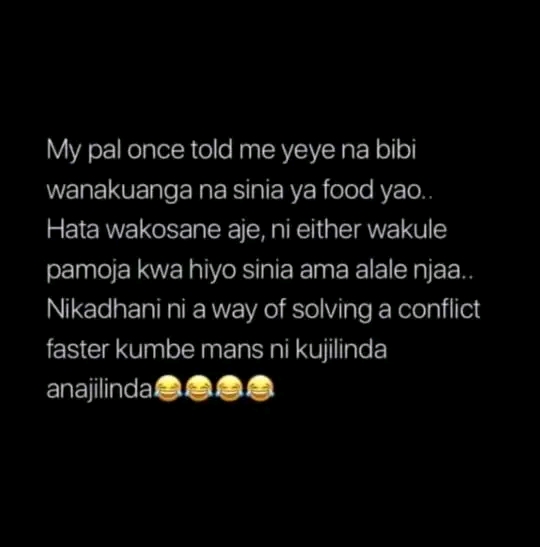 My pal once told me yeye na bibi
wanakuanga na sinia ya food yao..
Hata wakosane aje, ni either wakule
pamoja kwa hiyo sinia ama alale njaa..
Nikadhani ni a way of solving a conflict
faster kumbe mans ni kujilinda
anajilinda😂😂😂😂